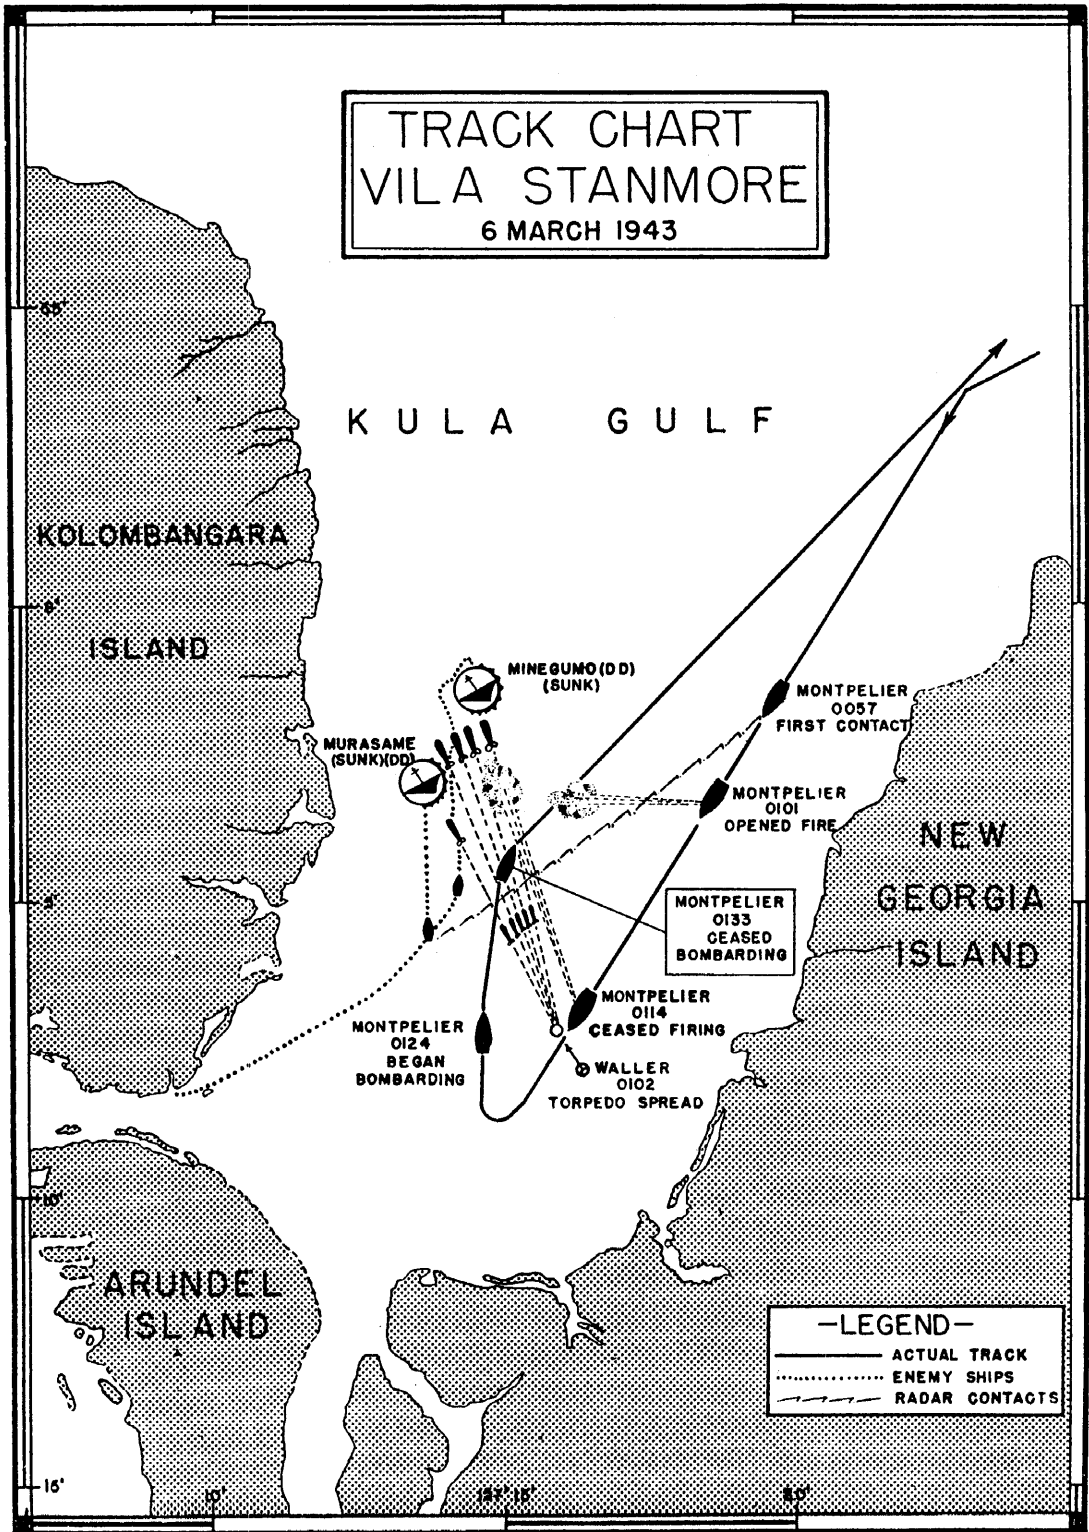 TRACK CHART
VILA STANMORE
6 MARCH 1943
55'
KULA GULF
KOLOMBANGARA
ISLAND
8°
MINEGUMO (DD)
(SUNK)
MURASAME
(SUNK)(DD)
MONTPELIER
0057
FIRST CONTACT
MONTPELIER
0101
OPENED FIRE
NEW
GEORGIA
ISLAND
5'
MONTPELIER
0133
CEASED
BOMBARDING
MONTPELIER
0114
CEASED FIRING
MONTPELIER
0124
BEGAN
BOMBARDING
WALLER
0102
TORPEDO SPREAD
10'
ARUNDEL
ISLAND
-LEGEND-
ACTUAL TRACK
ENEMY SHIPS
RADAR CONTACTS
15'
10'
157° 15'
20'